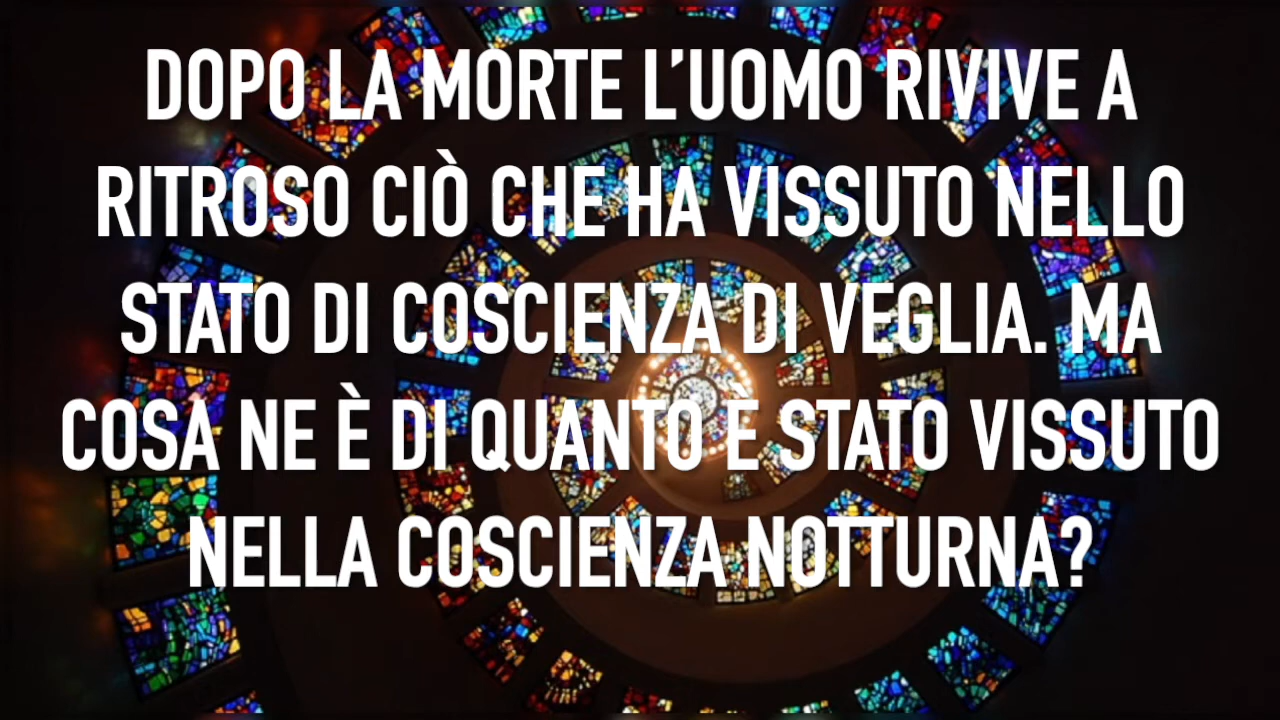 DOPO LA MORTE L'UOMO RIVIVE A
RITROSO CIÒ CHE HA VISSUTO NELLO
STATO DI COSCIENZA DI VEGLIA. MA
COSA NE È DI QUANTO È STATO VISSUTO
NELLA COSCIENZA NOTTURNA?